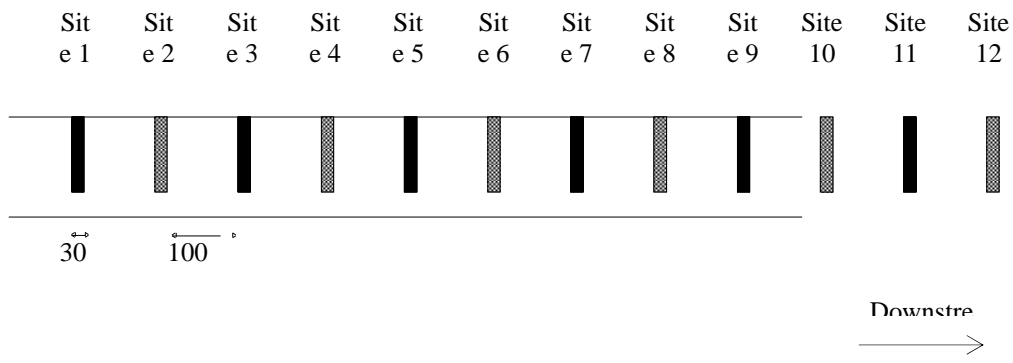 Sit Sit Sit Sit Sit Sit Sit Sit Sit Site Site Site
e 1 e 2 e 3 e 4 e 5 e 6 e 7 e 8 e 9 10 11 12
30 100
Downstre